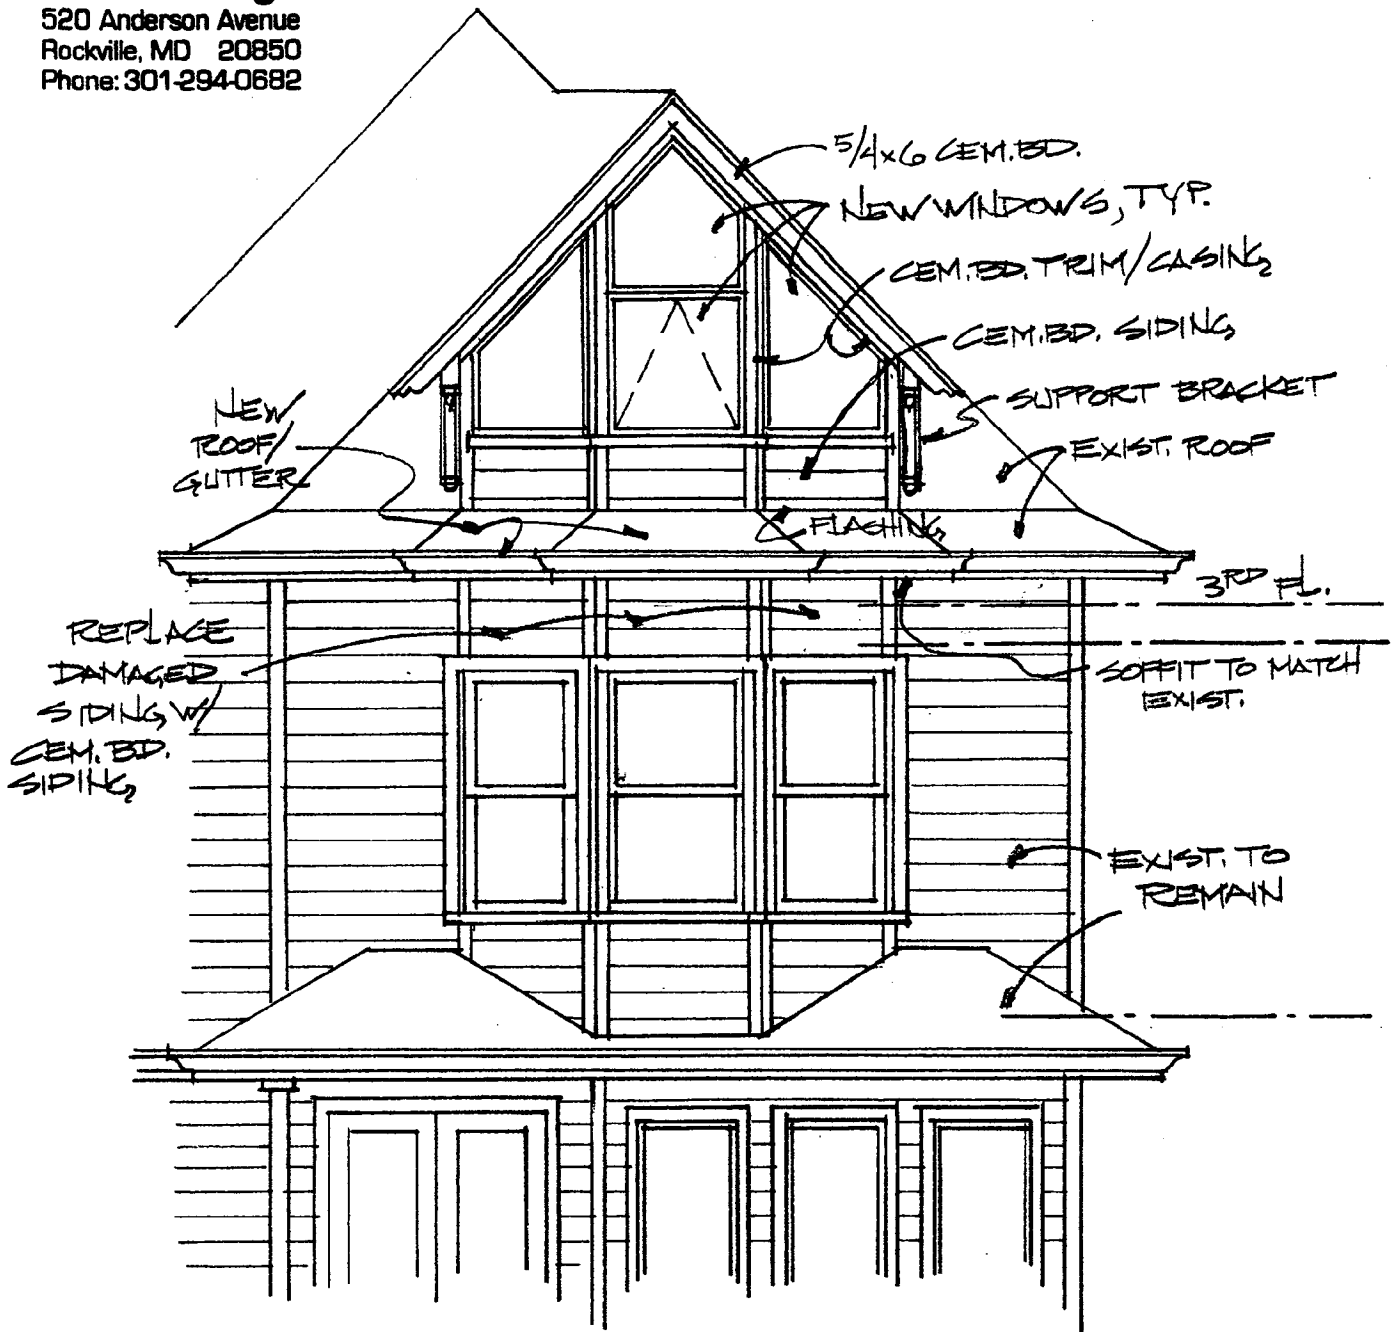 520 Anderson Avenue
Rockville, MD 20850
Phone: 301-294-0682
5/4x6 CEM.BD.
NEW WINDOWS, TYP.
CEM.BD. TRIM/CASING
CEM.BD. SIDING
SUPPORT BRACKET
EXIST. ROOF
NEW
ROOF/
GUTTER
FLASHING
3RD FL.
REPLACE
DAMAGED
SIDING W/
CEM. BD.
SIDING
SOFFIT TO MATCH
EXIST.
EXIST. TO
REMAIN